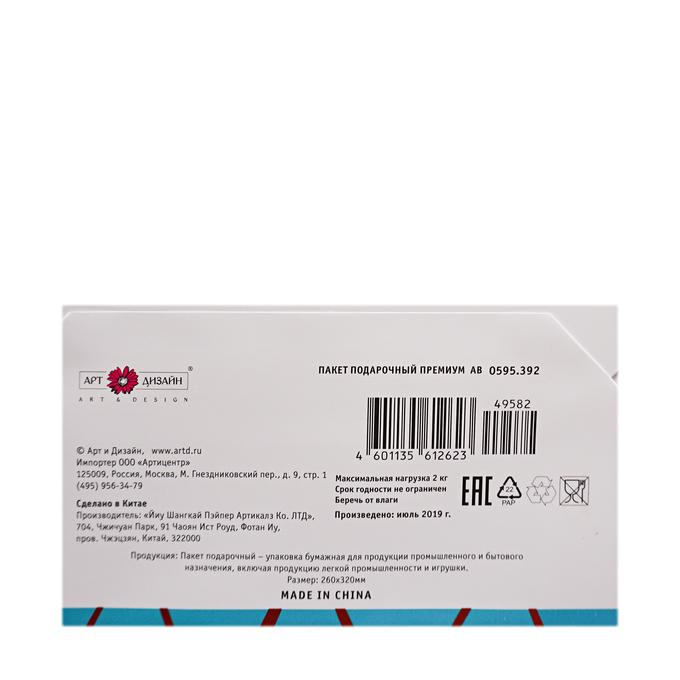 АРТ ДИЗАЙН ®
ART & DESIGN
ПАКЕТ ПОДАРОЧНЫЙ ПРЕМИУМ АВ 0595.392
49582
4 601135 612623
© Арт и Дизайн, www.artd.ru
Импортер ООО «Артицентр»
125009, Россия, Москва, М. Гнездниковский пер., д. 9, стр. 1
(495) 956-34-79
Сделано в Китае
Производитель: «Йиу Шангкай Пэйпер Артикалз Ко. ЛТД»,
704, Чжичуан Парк, 91 Чаоян Ист Роуд, Фотан Иу,
пров. Чжэцзян, Китай, 322000
Максимальная нагрузка 2 кг
Срок годности не ограничен
Беречь от влаги
Произведено: июль 2019 г.
EAC
22
PAP
Продукция: Пакет подарочный – упаковка бумажная для продукции промышленного и бытового
назначения, включая продукцию легкой промышленности и игрушки.
Размер: 260х320мм
MADE IN CHINA